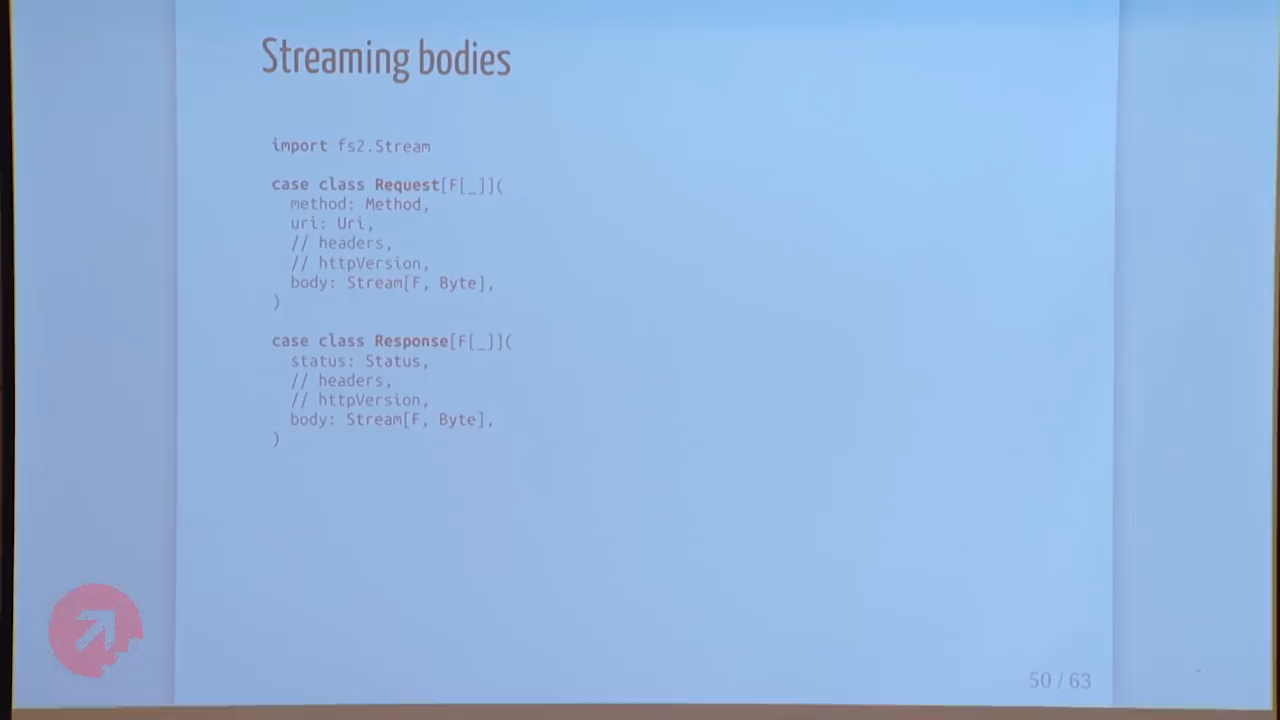 Streaming bodies
import fs2.Stream
case class Request[F[_]](
method: Method,
uri: Uri,
// headers,
// httpVersion,
body: Stream[F, Byte],
)
case class Response[F[_]](
status: Status,
// headers,
// httpVersion,
body: Stream[F, Byte],
)
50 / 63